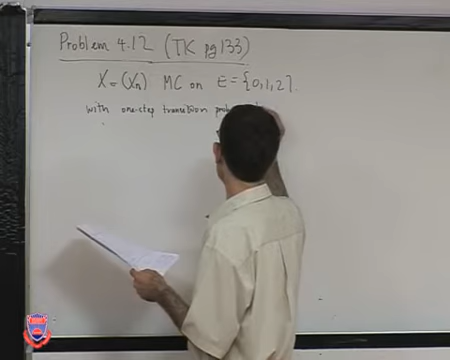 Problem 4.12 (TK pg 133)
X = (Xn) MC on E = {0,1,2}.
with one-step transition